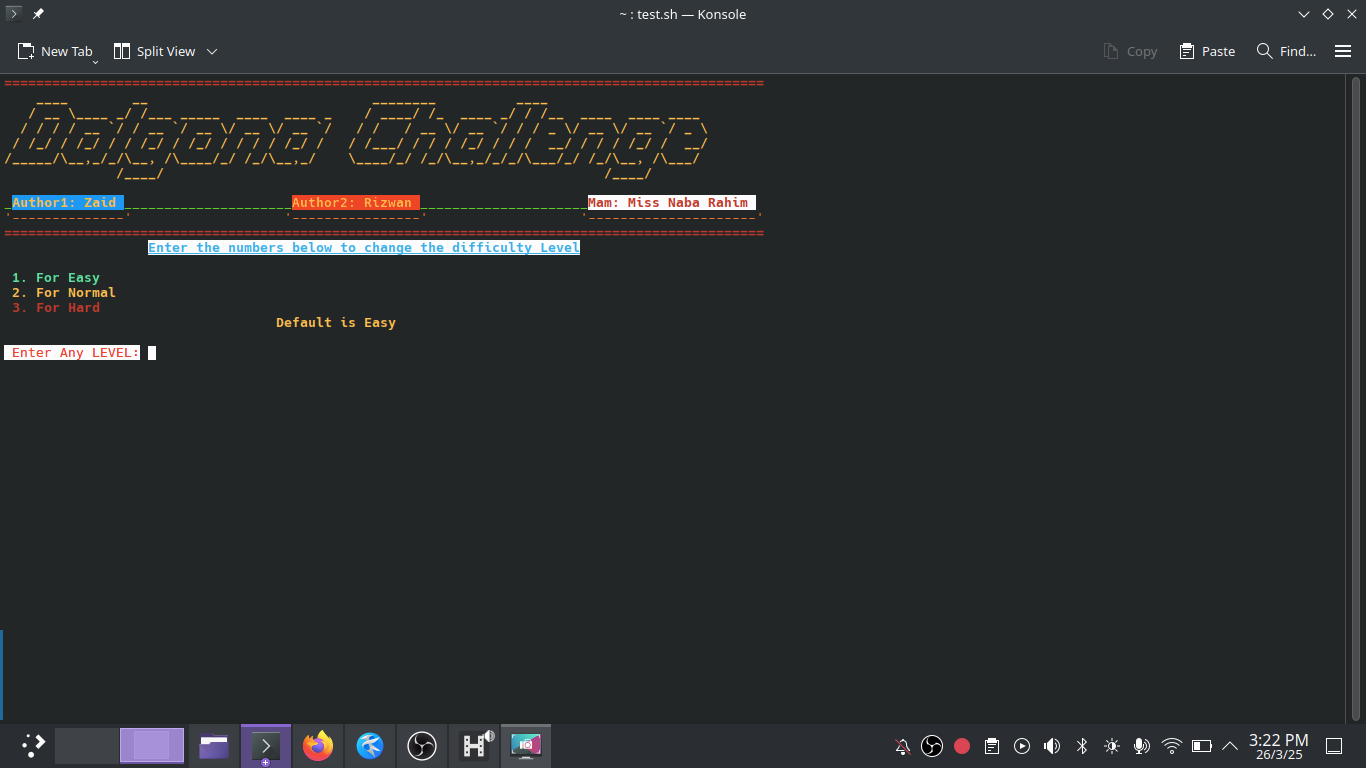 ~ : test.sh — Konsole
New Tab
Split View
Copy
Paste
Find...
Author1: Zaid
Author2: Rizwan
Mam: Miss Naba Rahim
Enter the numbers below to change the difficulty Level
1. For Easy
2. For Normal
3. For Hard
Default is Easy
Enter Any LEVEL:
3:22 PM
26/3/25